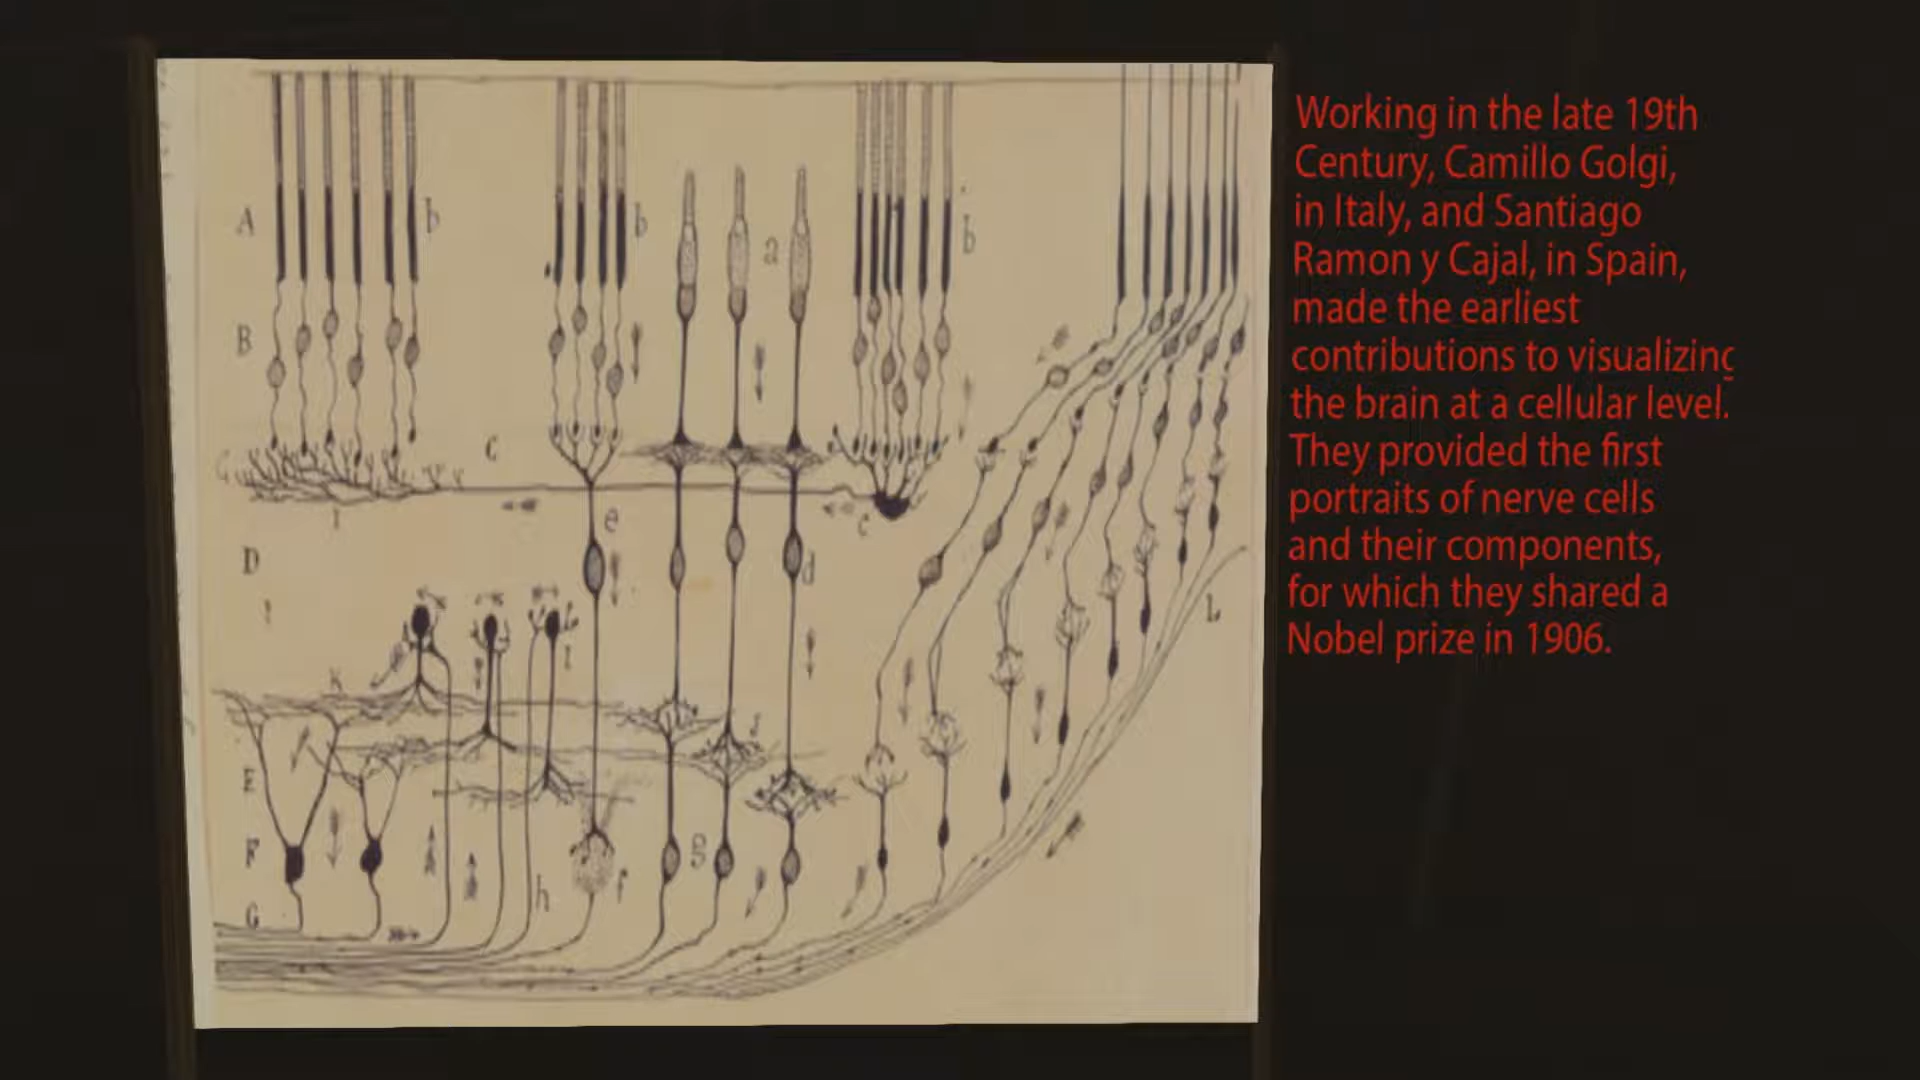 Working in the late 19th
Century, Camillo Golgi,
in Italy, and Santiago
Ramon y Cajal, in Spain,
made the earliest
contributions to visualizing
the brain at a cellular level.
They provided the first
portraits of nerve cells
and their components,
for which they shared a
Nobel prize in 1906.
A
b
b
a
b
B
C
e
D
d
L
E
F
g
f
G
h